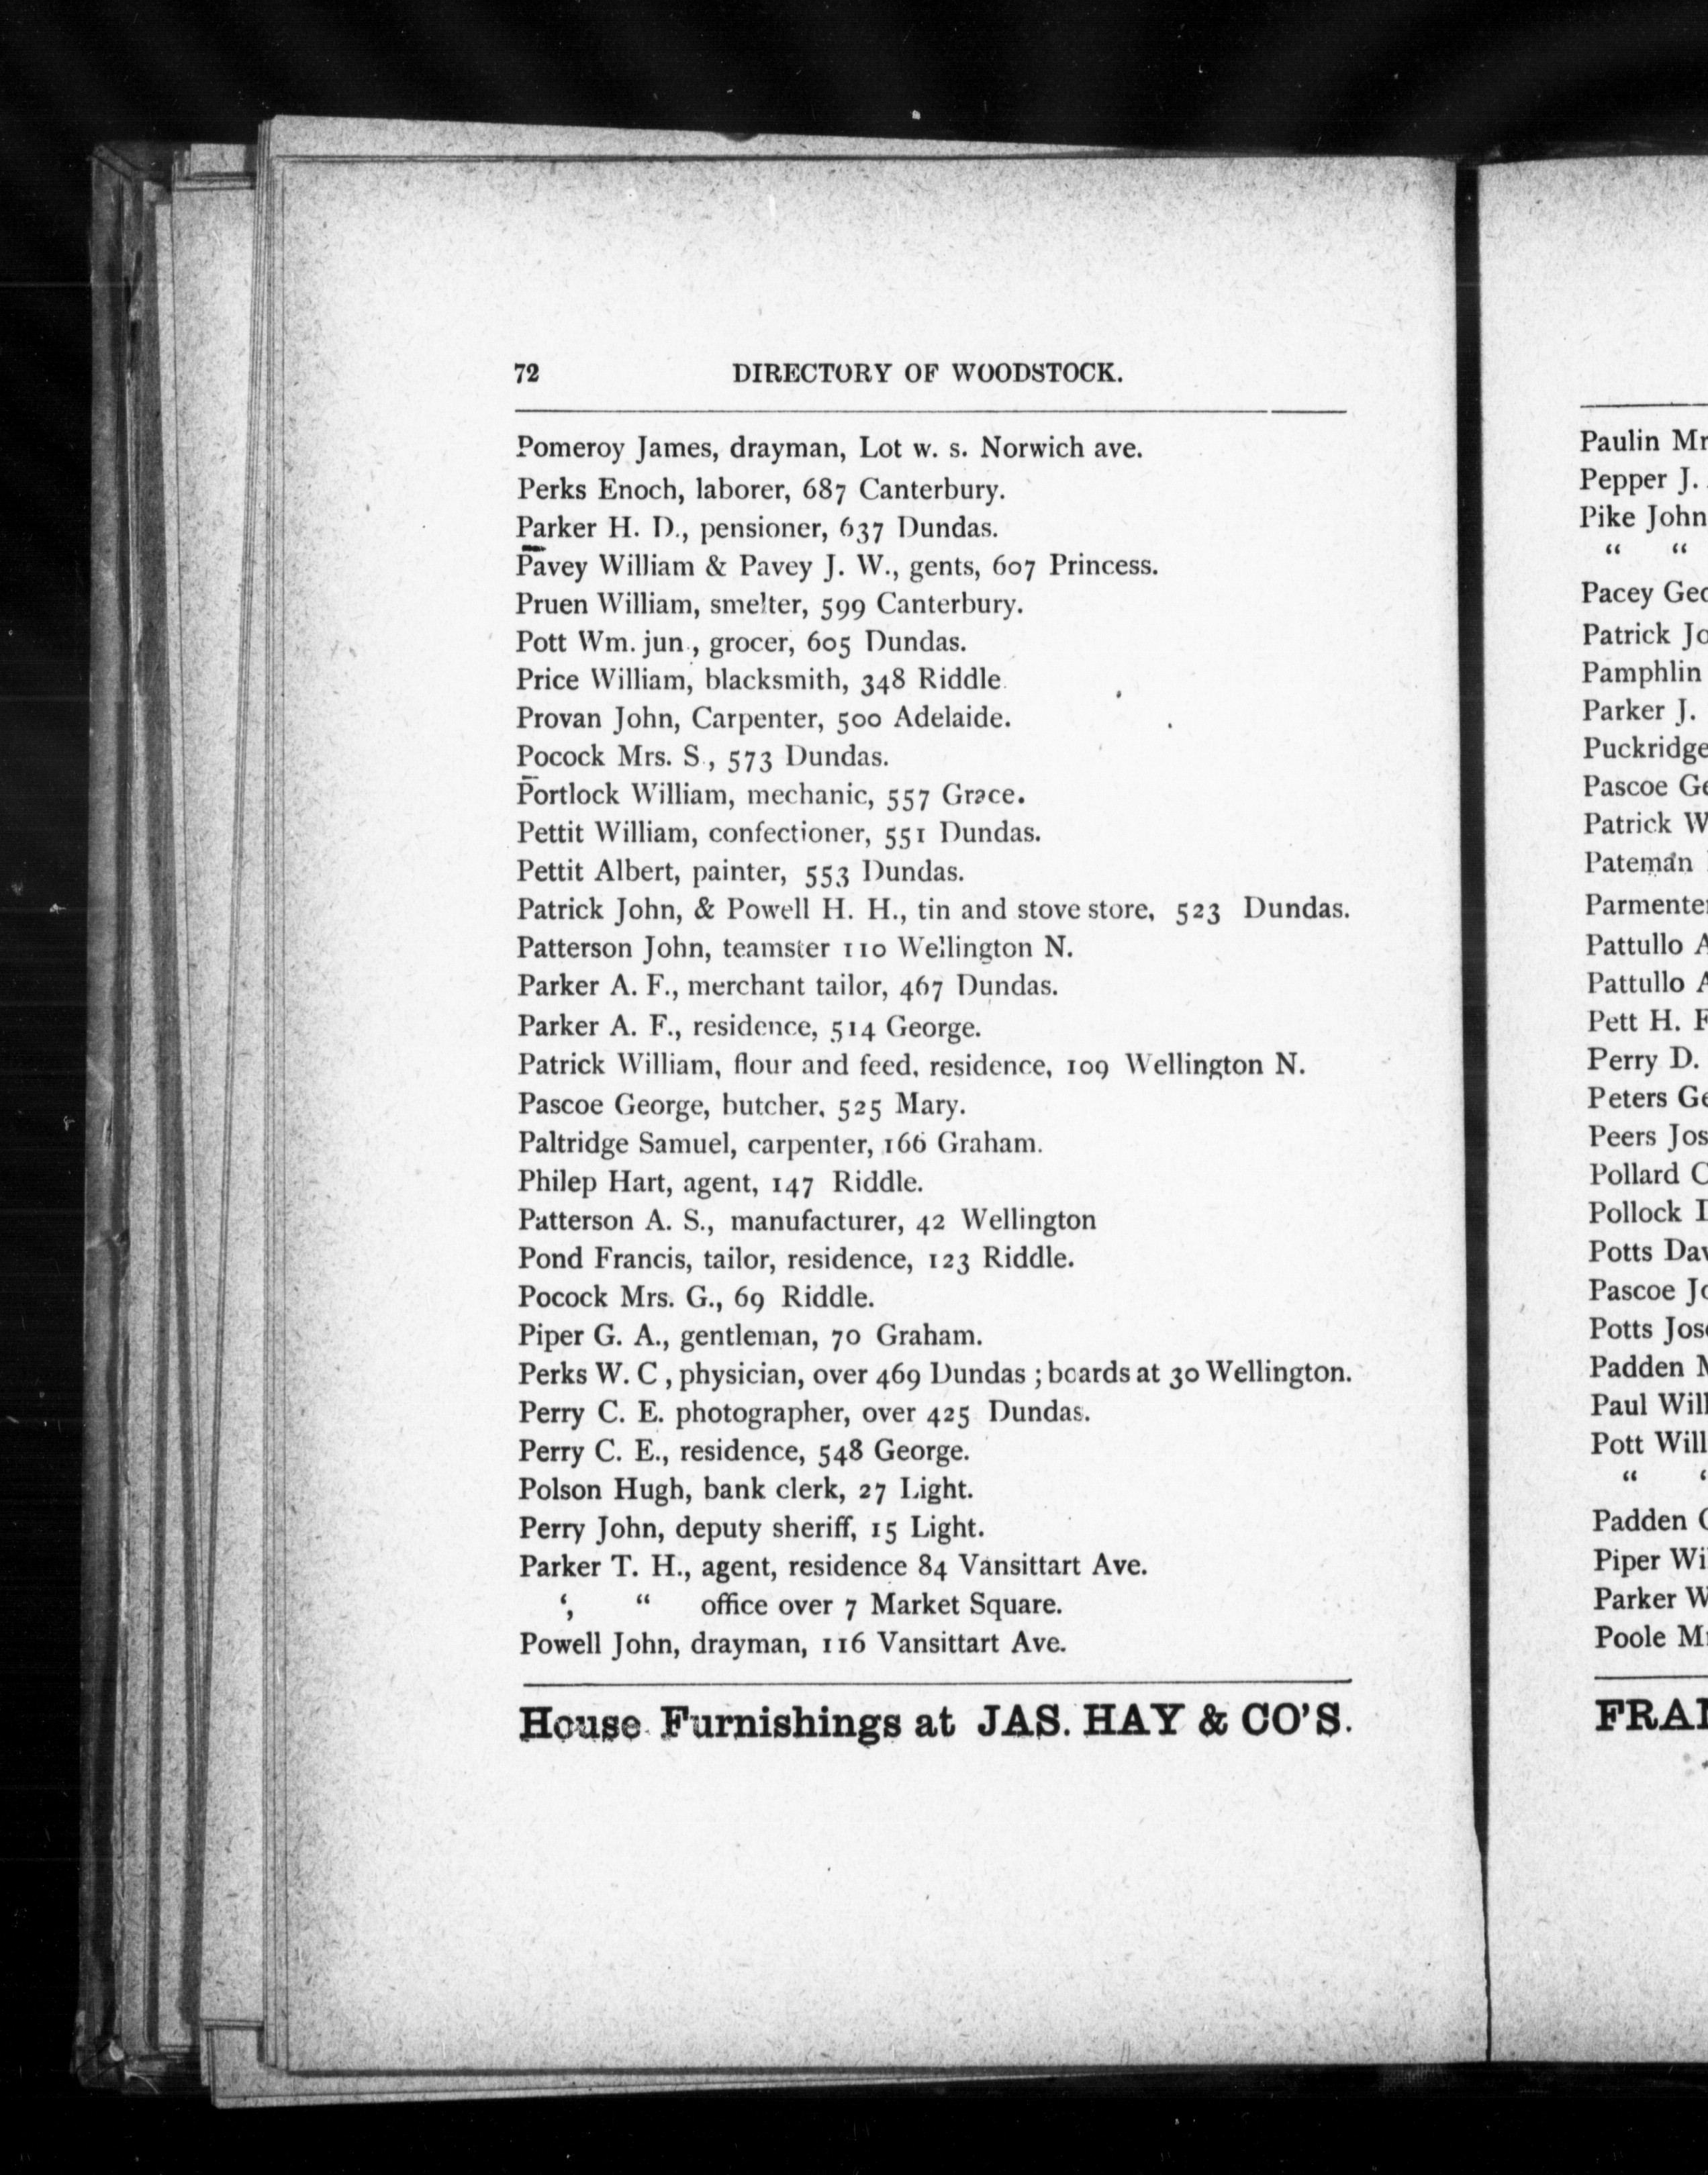 72 DIRECTORY OF WOODSTOCK.
Pomeroy James, drayman, Lot w. s. Norwich ave.
Perks Enoch, laborer, 687 Canterbury.
Parker H. D., pensioner, 637 Dundas.
Pavey William & Pavey J. W., gents, 607 Princess.
Pruen William, smelter, 599 Canterbury.
Pott Wm. jun., grocer, 605 Dundas.
Price William, blacksmith, 348 Riddle.
Provan John, Carpenter, 500 Adelaide.
Pocock Mrs. S., 573 Dundas.
Portlock William, mechanic, 557 Grace.
Pettit William, confectioner, 551 Dundas.
Pettit Albert, painter, 553 Dundas.
Patrick John, & Powell H. H., tin and stove store, 523 Dundas.
Patterson John, teamster 110 Wellington N.
Parker A. F., merchant tailor, 467 Dundas.
Parker A. F., residence, 514 George.
Patrick William, flour and feed, residence, 109 Wellington N.
Pascoe George, butcher, 525 Mary.
Paltridge Samuel, carpenter, 166 Graham.
Philep Hart, agent, 147 Riddle.
Patterson A. S., manufacturer, 42 Wellington
Pond Francis, tailor, residence, 123 Riddle.
Pocock Mrs. G., 69 Riddle.
Piper G. A., gentleman, 70 Graham.
Perks W. C , physician, over 469 Dundas ; boards at 30 Wellington.
Perry C. E. photographer, over 425 Dundas.
Perry C. E., residence, 548 George.
Polson Hugh, bank clerk, 27 Light.
Perry John, deputy sheriff, 15 Light.
Parker T. H., agent, residence 84 Vansittart Ave.
‘, “ office over 7 Market Square.
Powell John, drayman, 116 Vansittart Ave.
House Furnishings at JAS. HAY & CO'S.
Paulin
Pepper J.
Pike John
“ “
Pacey
Patrick
Pamphlin
Parker J.
Puckridge
Pascoe
Patrick
Pateman
Pattullo
Pattullo
Pett H.
Perry D.
Peters
Peers
Pollard
Pollock
Potts
Pascoe
Potts
Padden
Paul
Pott
“
Padden
Piper
Parker
Poole